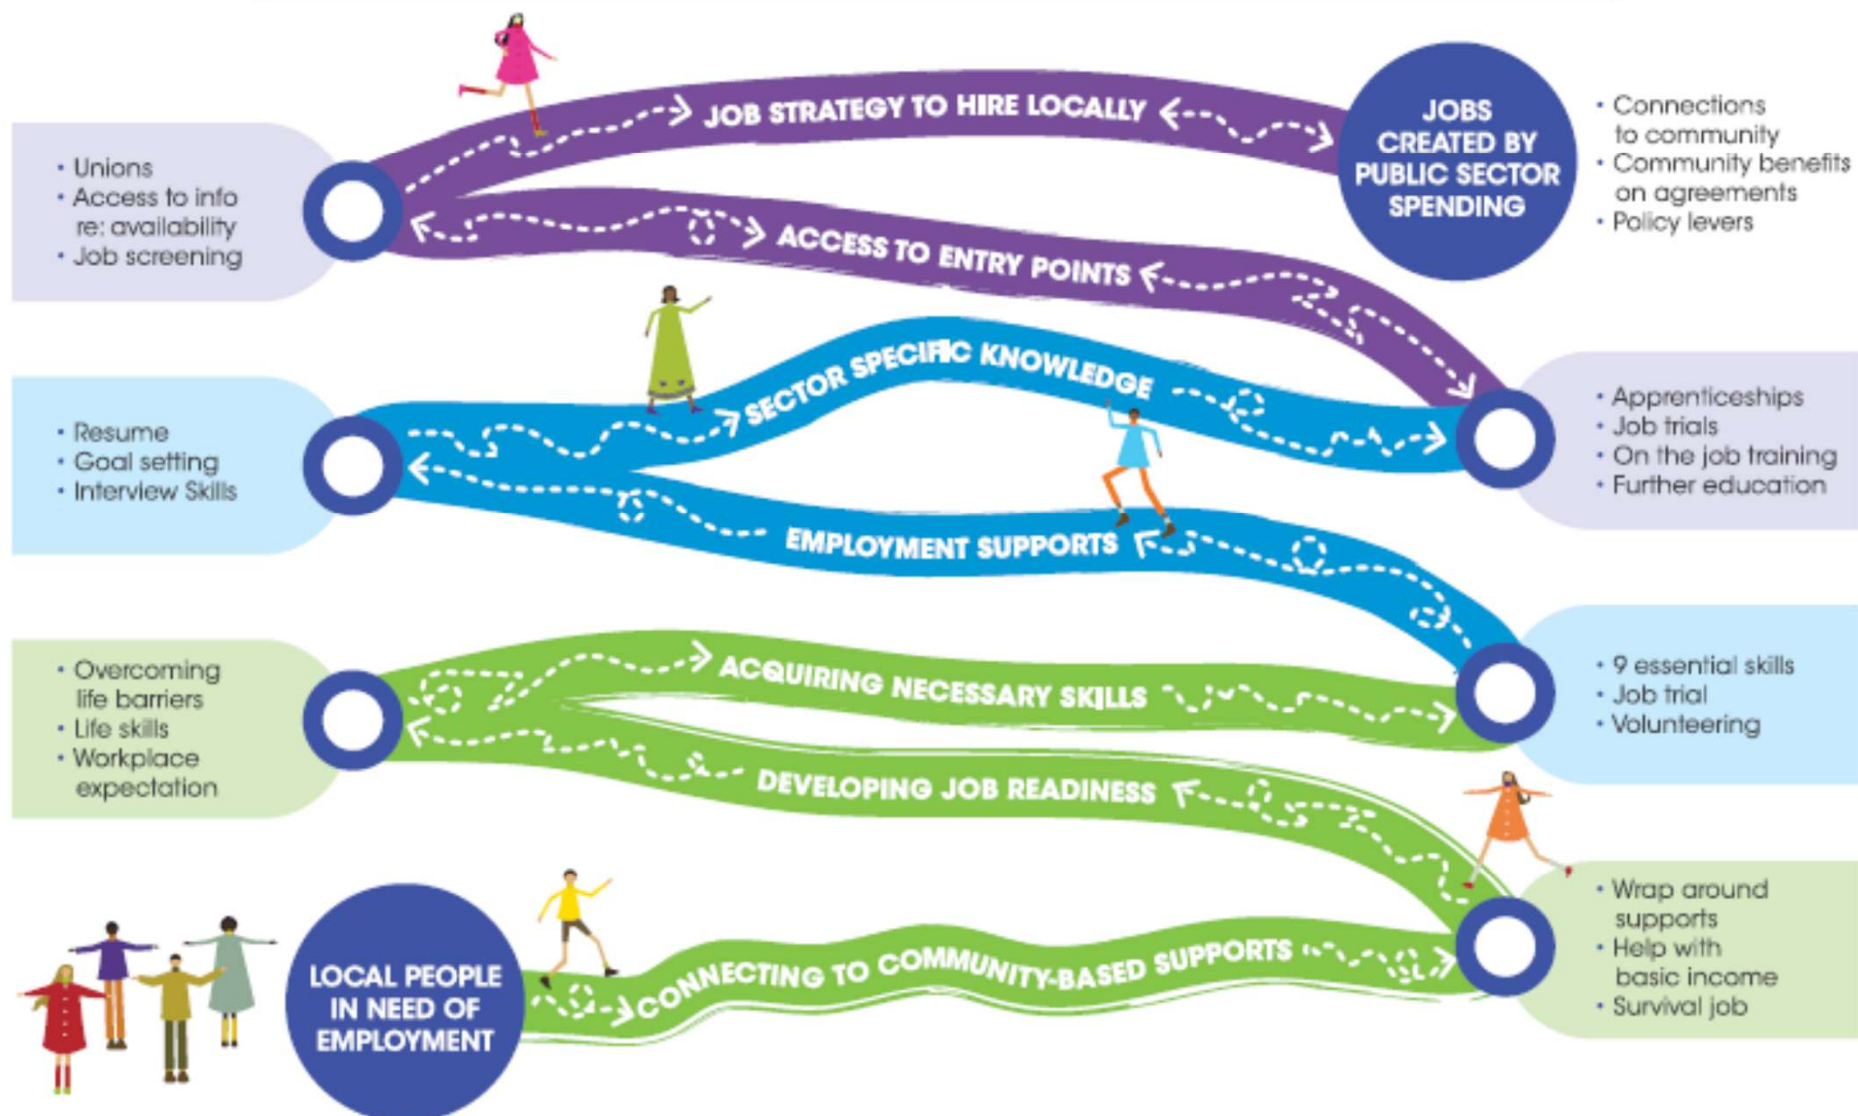 JOB STRATEGY TO HIRE LOCALLY
JOBS
CREATED BY
PUBLIC SECTOR
SPENDING
• Connections
to community
• Community benefits
on agreements
• Policy levers
• Unions
• Access to info
re: availability
• Job screening
ACCESS TO ENTRY POINTS
SECTOR SPECIFIC KNOWLEDGE
• Apprenticeships
• Job trials
• On the job training
• Further education
• Resume
• Goal setting
• Interview Skills
EMPLOYMENT SUPPORTS
ACQUIRING NECESSARY SKILLS
• 9 essential skills
• Job trial
• Volunteering
• Overcoming
life barriers
• Life skills
• Workplace
expectation
DEVELOPING JOB READINESS
• Wrap around
supports
• Help with
basic income
• Survival job
LOCAL PEOPLE
IN NEED OF
EMPLOYMENT
CONNECTING TO COMMUNITY-BASED SUPPORTS